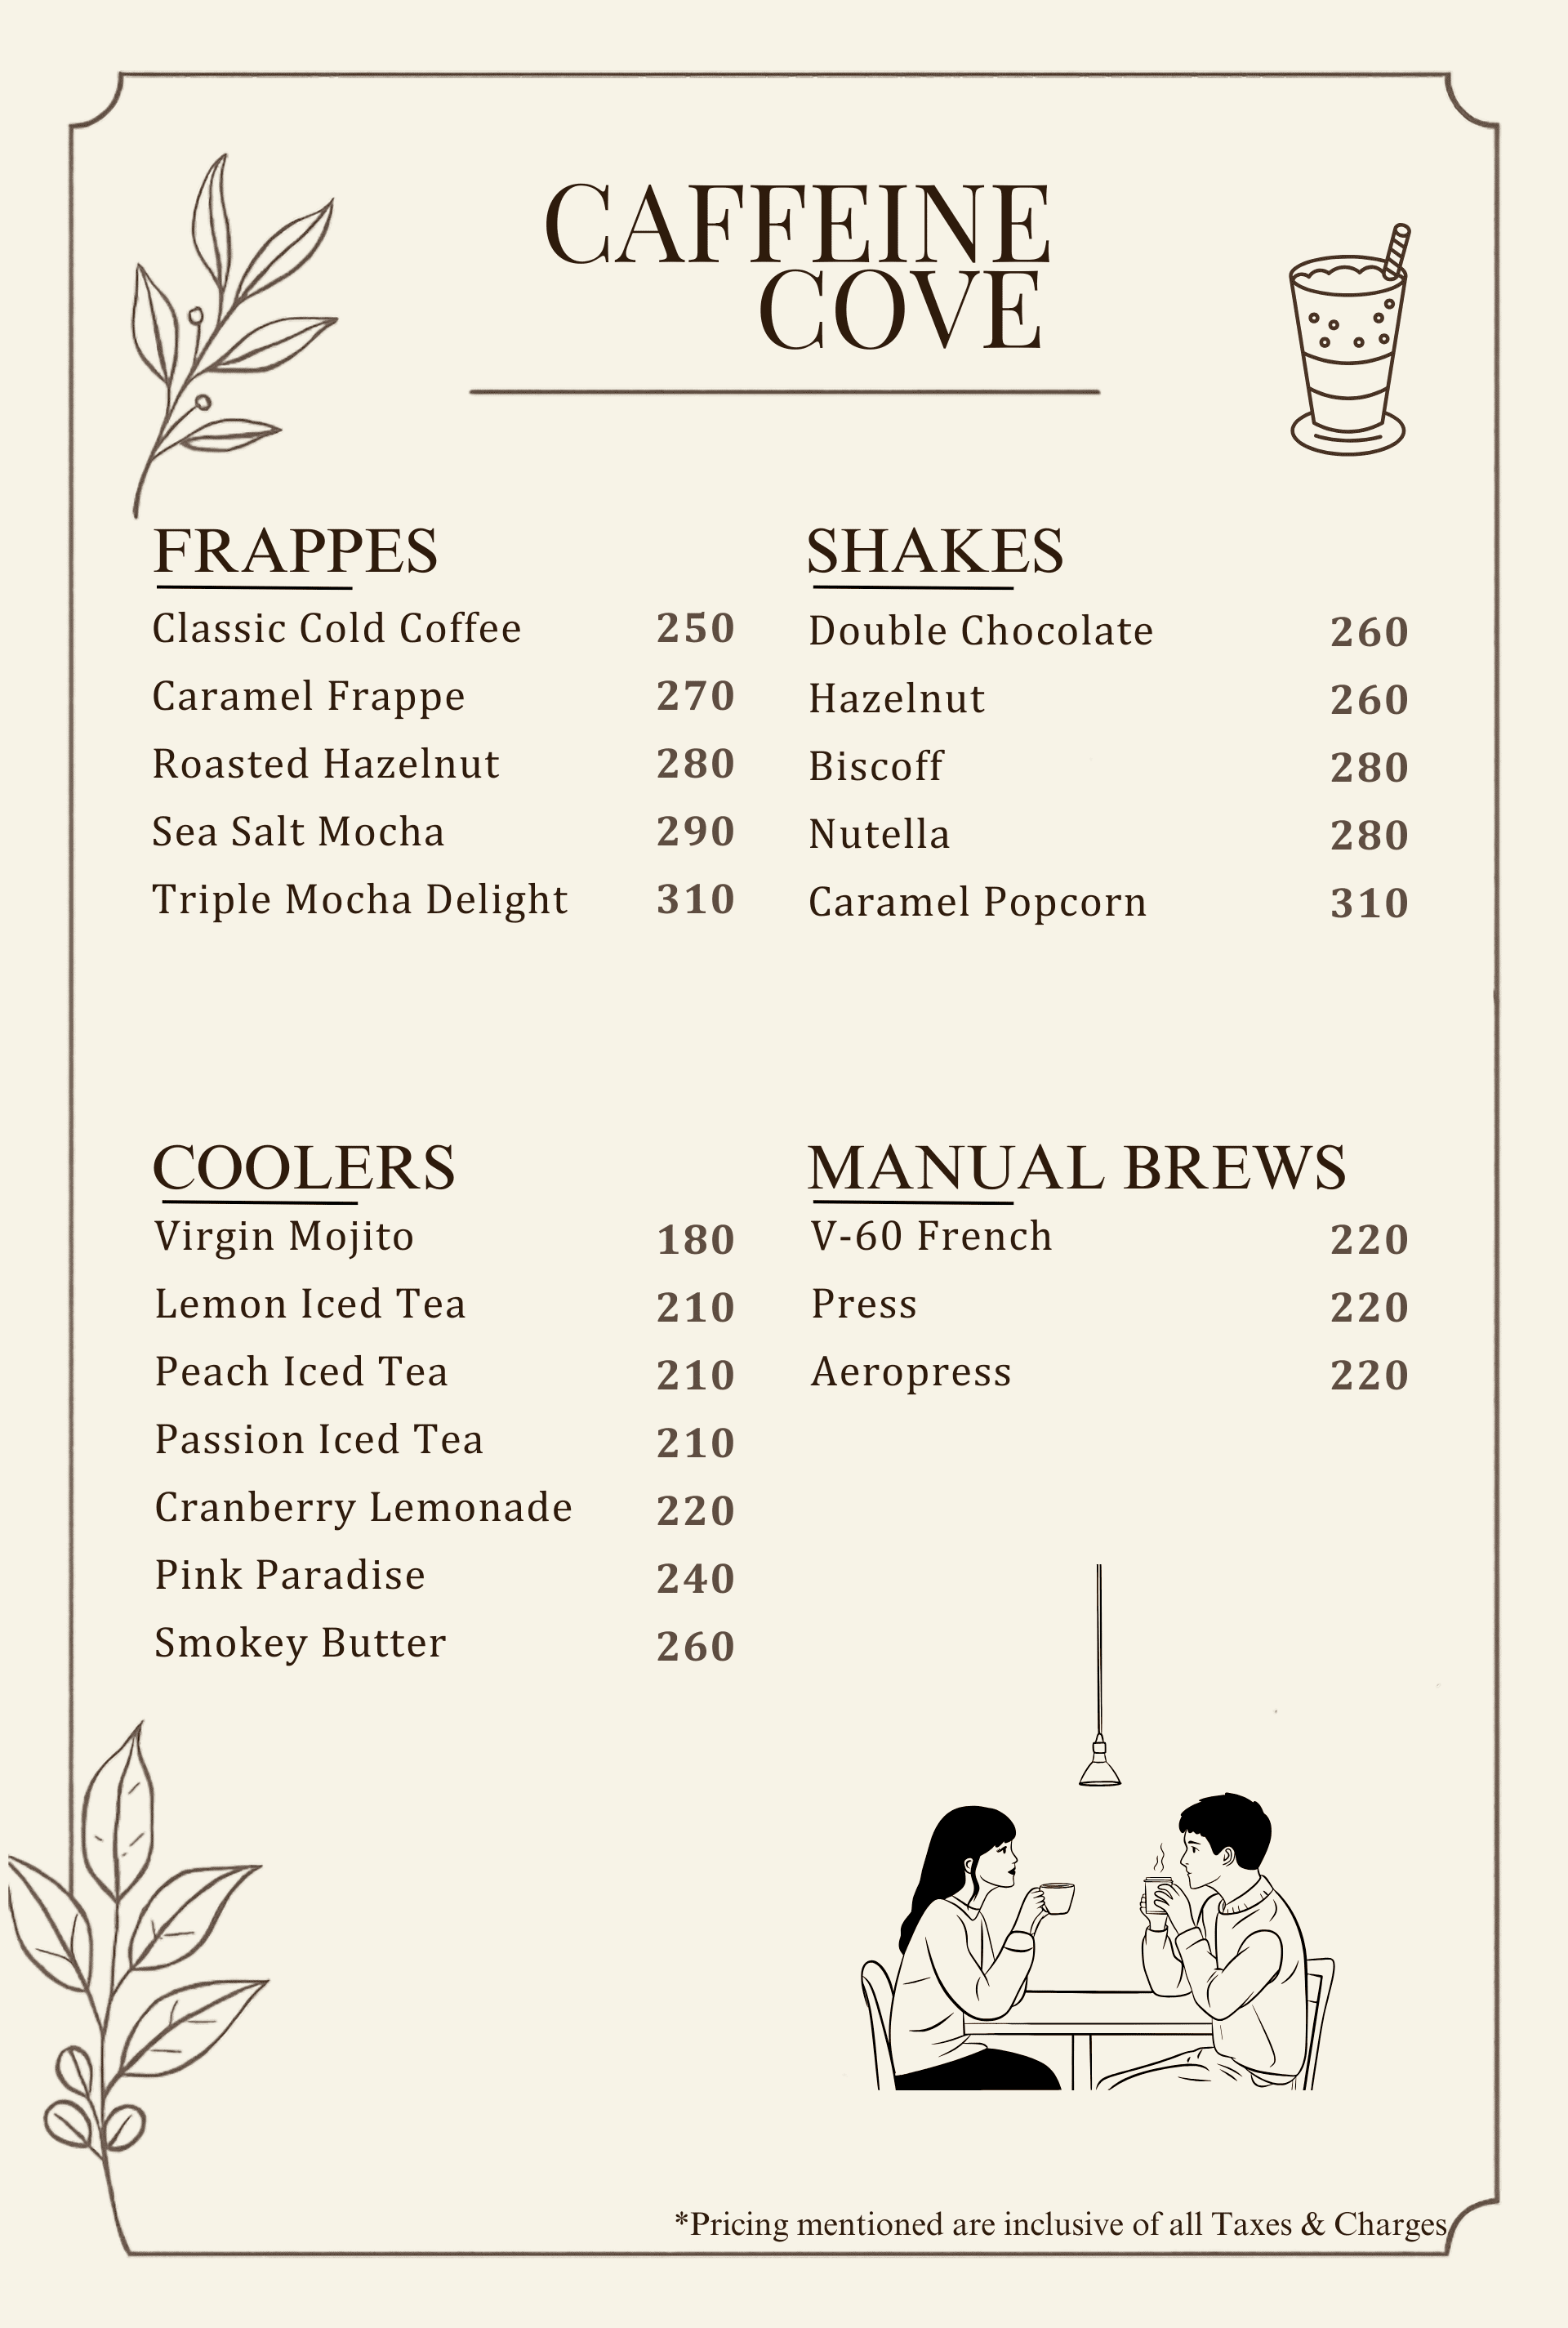 CAFFEINE
COVE
FRAPPES
Classic Cold Coffee 250
Caramel Frappe 270
Roasted Hazelnut 280
Sea Salt Mocha 290
Triple Mocha Delight 310
SHAKES
Double Chocolate 260
Hazelnut 260
Biscoff 280
Nutella 280
Caramel Popcorn 310
COOLERS
Virgin Mojito 180
Lemon Iced Tea 210
Peach Iced Tea 210
Passion Iced Tea 210
Cranberry Lemonade 220
Pink Paradise 240
Smokey Butter 260
MANUAL BREWS
V-60 French 220
Press 220
Aeropress 220
*Pricing mentioned are inclusive of all Taxes & Charges